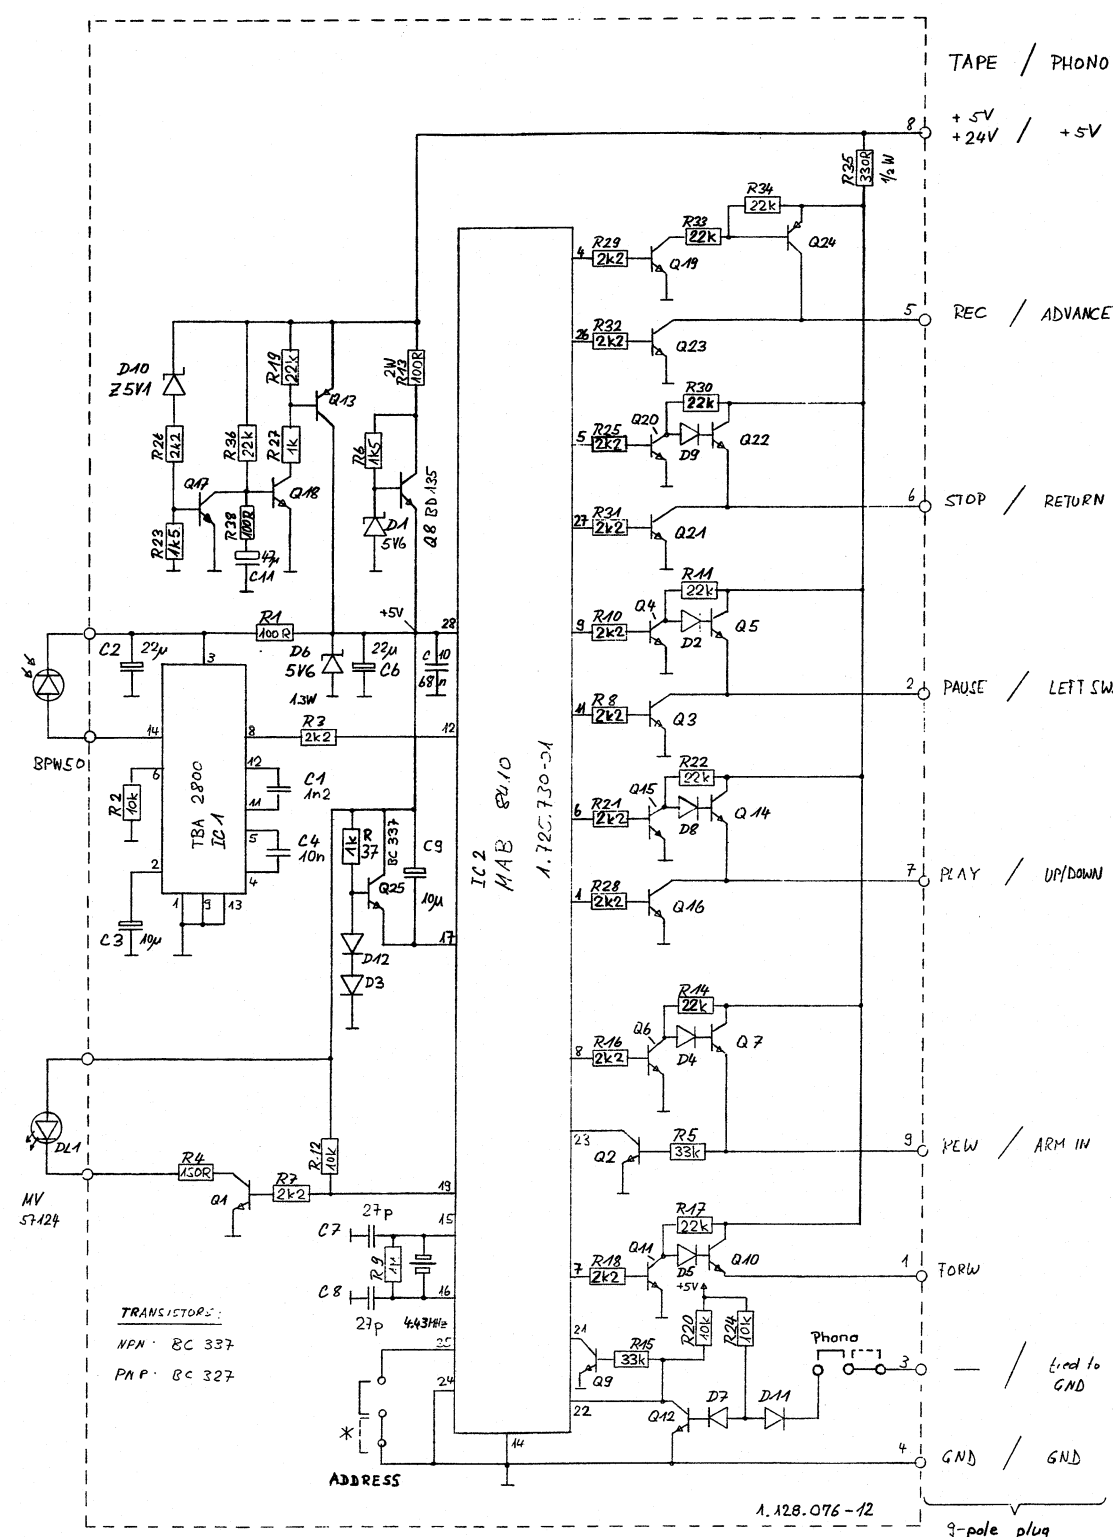 TAPE / PHONO
8
+ 5V
+24V / + 5V
R35
330R
1/2 W
R34
22k
R33
22k
Q24
R29
4
2k2
Q19
5
REC / ADVANCE
R32
26
2k2
Q23
2W
R13
100R
D10
Z5V1
R19
22k
Q13
R30
22k
Q20
R25
5
2k2
D9
Q22
R26
2k2
R36
22k
R27
1k
R6
1k5
Q8 BD135
6
STOP / RETURN
Q17
Q18
R31
27
2k2
Q21
R23
1k5
R38
100R
47µ
C11
D1
5V6
R11
22k
+5V
R1
100R
28
Q4
R10
9
2k2
D2
Q5
C2
22µ
3
D6
5V6
1.3W
22µ
C6
C 10
68n
2
PAUSE / LEFT SW.
R8
11
2k2
Q3
R3
2k2
14
8
12
BPW50
6
12
R22
22k
R2
10k
TBA 2800
IC1
C1
1n2
11
Q15
R21
6
2k2
D8
Q14
IC2
MAB 8410
1.725.730-01
5
C4
10n
R
37
1k
BC 337
C9
2
4
7
PLAY / UP/DOWN
Q25
10µ
R28
1
2k2
Q16
1
9
13
C3
10µ
17
D12
D3
R14
22k
Q6
R16
8
2k2
D4
Q7
DL1
23
R5
33k
Q2
9
REW / ARM IN
R12
10k
R4
150R
R7
2k2
Q1
19
MV
57124
27p
C7
15
R17
22k
R9
1M
Q11
R18
7
2k2
D5
Q10
1
FORW
+5V
C8
16
27p
4.43MHz
TRANSISTORS:
NPN: BC 337
PNP: BC 327
R20
10k
R24
10k
21
R15
33k
Phono
25
Q9
3
— / tied to
GND
24
22
Q12
D7
D11
*
14
4
GND / GND
ADDRESS
1.128.076-12
9-pole plug